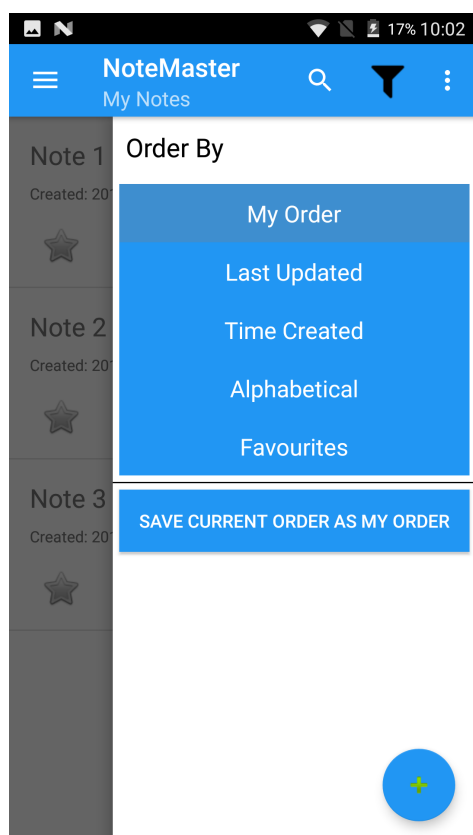 17% 10:02
NoteMaster
My Notes
Order By
Note 1
Created: 20
My Order
Last Updated
Time Created
Alphabetical
Favourites
Note 2
Created: 20
Note 3
Created: 20
SAVE CURRENT ORDER AS MY ORDER